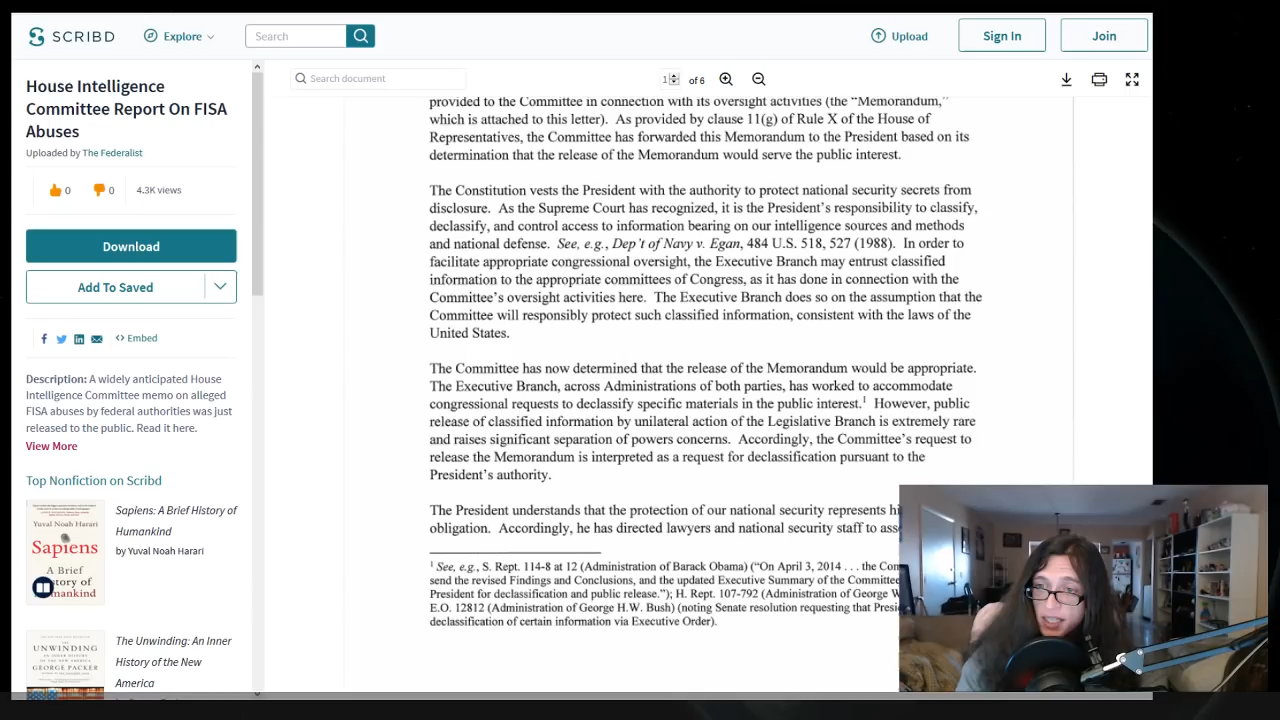 SCRIBD
Explore
Search
Upload
Sign In
Join
House Intelligence
Committee Report On FISA
Abuses
Uploaded by The Federalist
0
0
4.3K views
Download
Add To Saved
Embed
Description: A widely anticipated House
Intelligence Committee memo on alleged
FISA abuses by federal authorities was just
released to the public. Read it here.
View More
Top Nonfiction on Scribd
Yuval Noah Harari
Sapiens
A Brief
History of
Humankind
Sapiens: A Brief History of
Humankind
by Yuval Noah Harari
THE
UNWINDING
GEORGE PACKER
The Unwinding: An Inner
History of the New
America
Search document
1 of 6
provided to the Committee in connection with its oversight activities (the “Memorandum,”
which is attached to this letter). As provided by clause 11(g) of Rule X of the House of
Representatives, the Committee has forwarded this Memorandum to the President based on its
determination that the release of the Memorandum would serve the public interest.
The Constitution vests the President with the authority to protect national security secrets from
disclosure. As the Supreme Court has recognized, it is the President’s responsibility to classify,
declassify, and control access to information bearing on our intelligence sources and methods
and national defense. See, e.g., Dep’t of Navy v. Egan, 484 U.S. 518, 527 (1988). In order to
facilitate appropriate congressional oversight, the Executive Branch may entrust classified
information to the appropriate committees of Congress, as it has done in connection with the
Committee’s oversight activities here. The Executive Branch does so on the assumption that the
Committee will responsibly protect such classified information, consistent with the laws of the
United States.
The Committee has now determined that the release of the Memorandum would be appropriate.
The Executive Branch, across Administrations of both parties, has worked to accommodate
congressional requests to declassify specific materials in the public interest.1 However, public
release of classified information by unilateral action of the Legislative Branch is extremely rare
and raises significant separation of powers concerns. Accordingly, the Committee’s request to
release the Memorandum is interpreted as a request for declassification pursuant to the
President’s authority.
The President understands that the protection of our national security represents hi
obligation. Accordingly, he has directed lawyers and national security staff to ass
1 See, e.g., S. Rept. 114-8 at 12 (Administration of Barack Obama) (“On April 3, 2014 . . . the Com
send the revised Findings and Conclusions, and the updated Executive Summary of the Committee
President for declassification and public release.”); H. Rept. 107-792 (Administration of George W
E.O. 12812 (Administration of George H.W. Bush) (noting Senate resolution requesting that Presi
declassification of certain information via Executive Order).